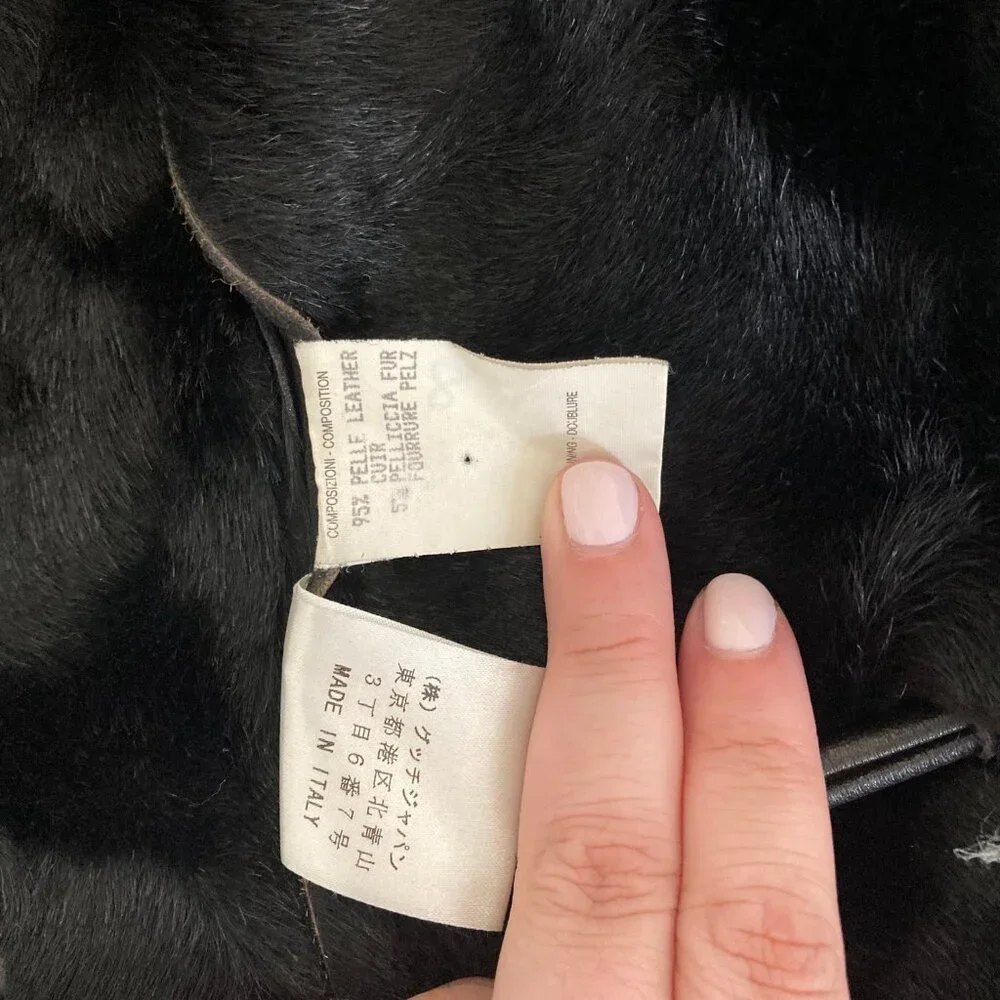 COMPOSIZIONI - COMPOSITION
95% PELLE LEATHER
CUIR
5% PELLICCIA FUR
FOURRURE PELZ
DOUBLURE
(株) グッチジャパン
東京都港区北青山
3丁目6番7号
MADE IN ITALY